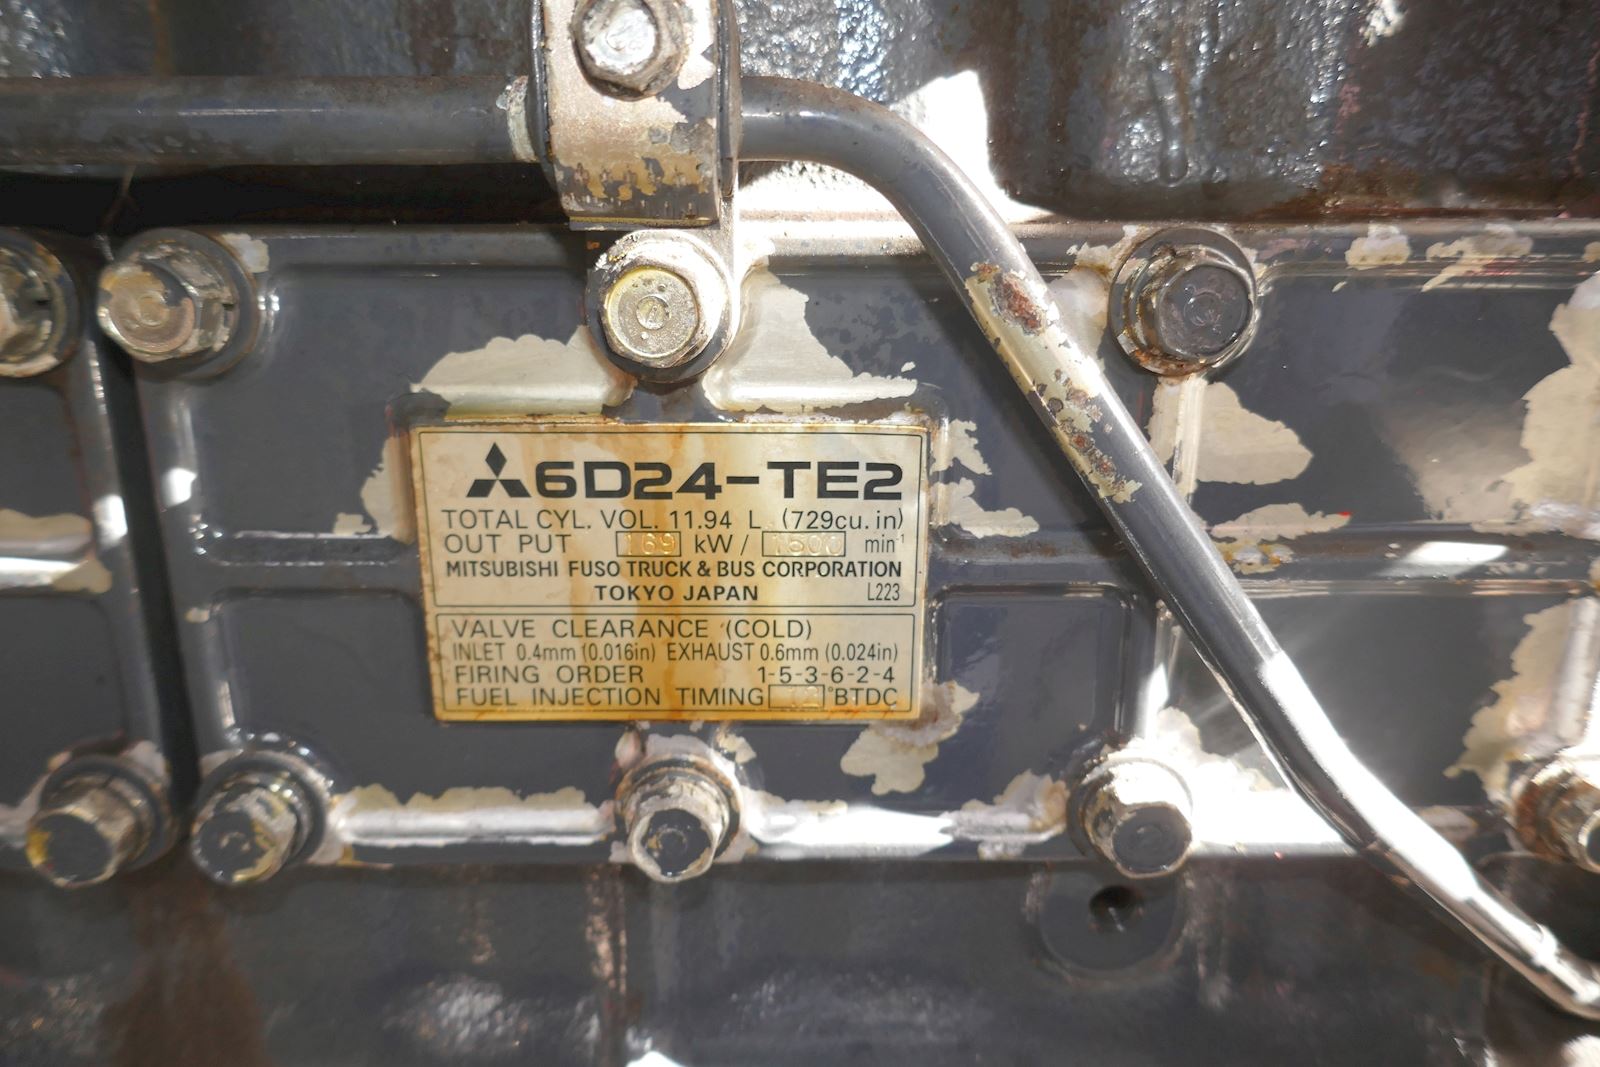 6D24-TE2
TOTAL CYL. VOL. 11.94 L (729cu. in)
OUT PUT 169 kW / 1500 min⁻¹
MITSUBISHI FUSO TRUCK & BUS CORPORATION
TOKYO JAPAN L223
VALVE CLEARANCE (COLD)
INLET 0.4mm (0.016in) EXHAUST 0.6mm (0.024in)
FIRING ORDER 1-5-3-6-2-4
FUEL INJECTION TIMING 12 °BTDC